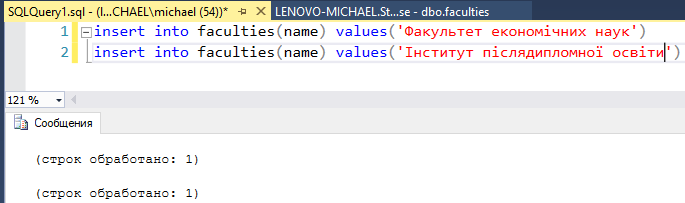 SQLQuery1.sql - (l...CHAEL\michael (54))* LENOVO-MICHAEL.St...se - dbo.faculties
1 insert into faculties(name) values('Факультет економічних наук')
2 insert into faculties(name) values('Інститут післядипломної освіти')
121 %
Сообщения
(строк обработано: 1)
(строк обработано: 1)